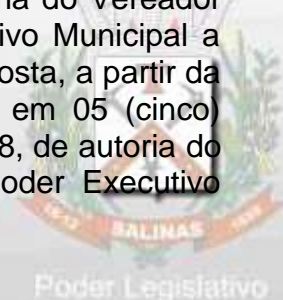 na do Vereador
ivo Municipal a
osta, a partir da
em 05 (cinco)
8, de autoria do
oder Executivo
SALINAS
Poder Legislativo